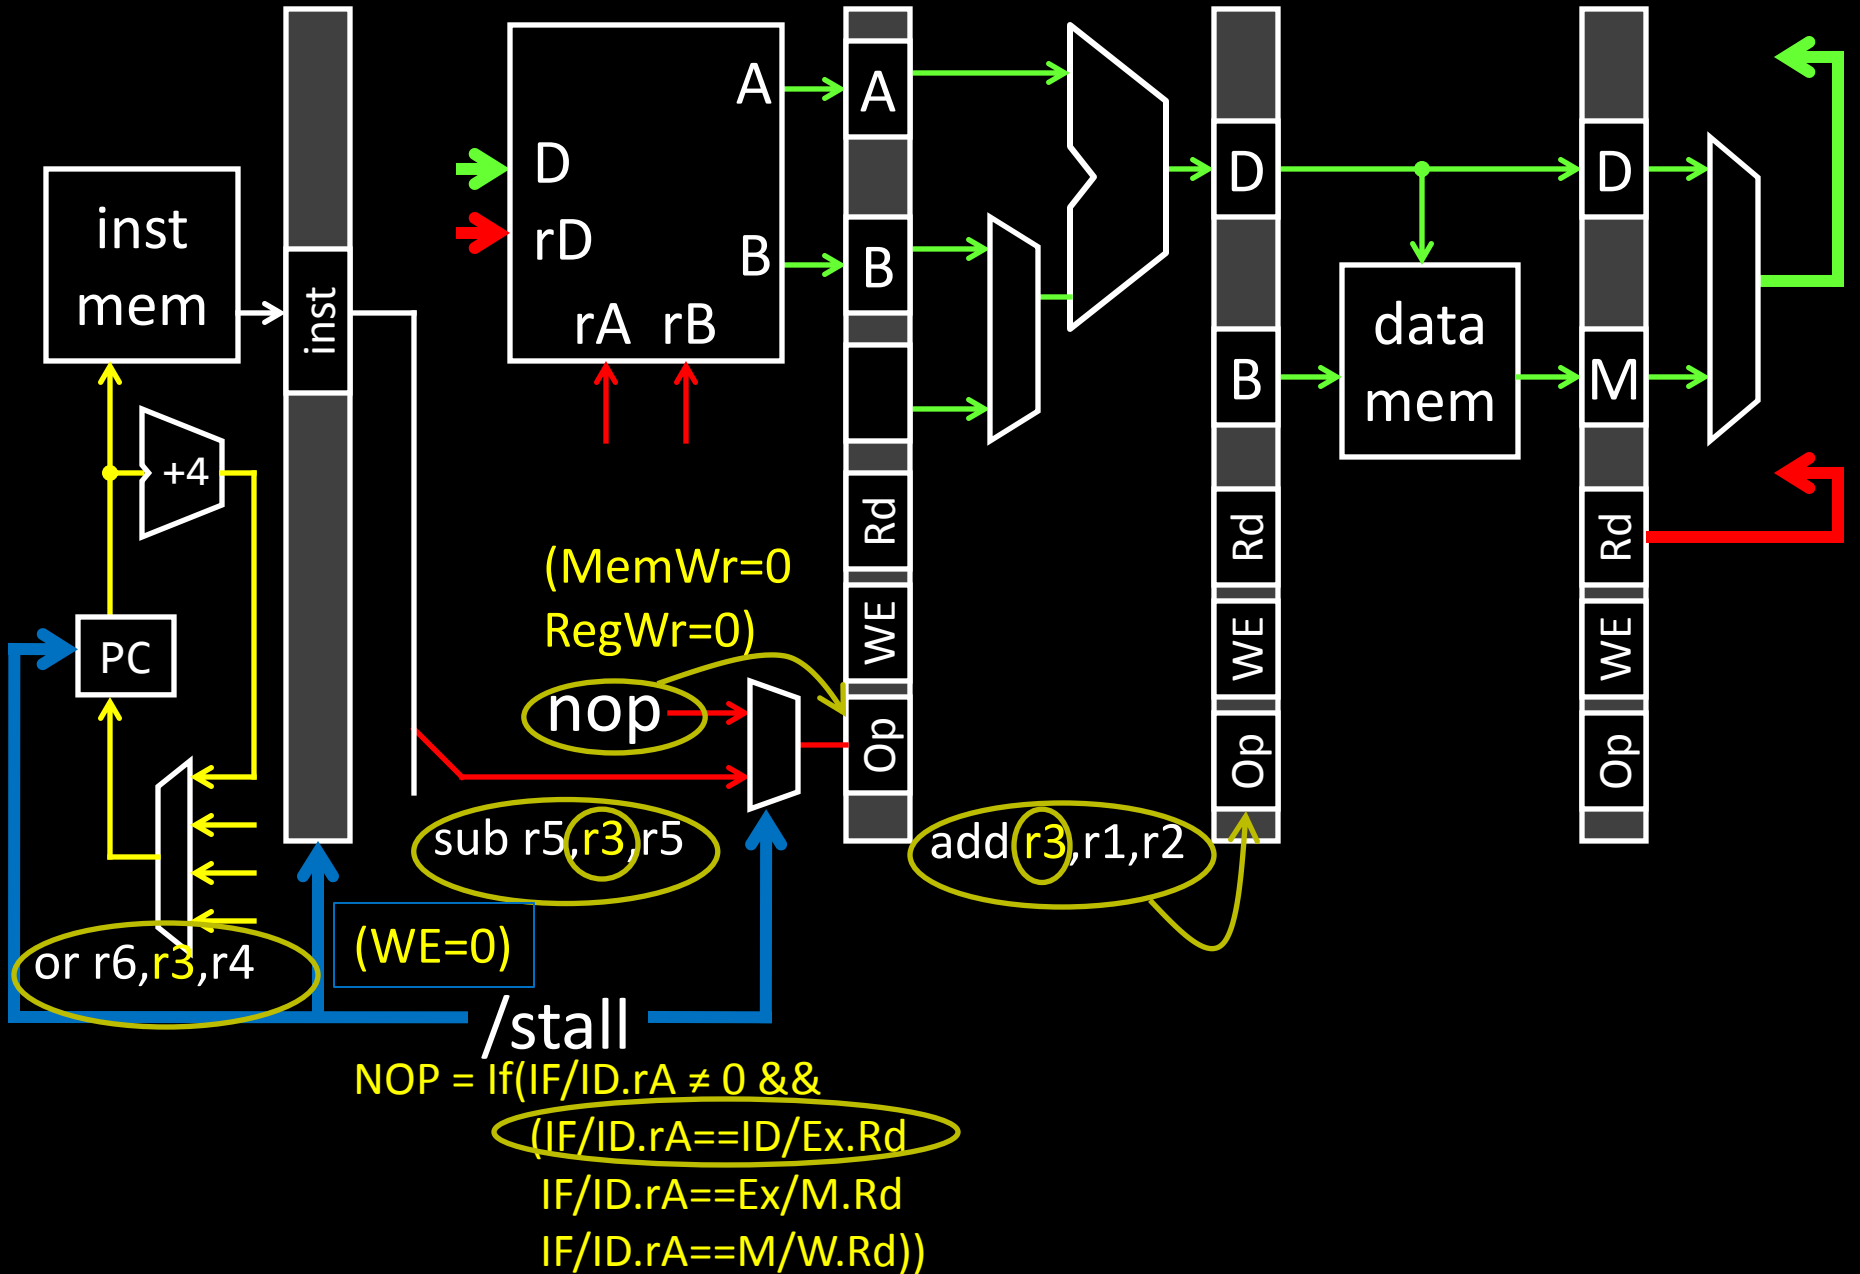 inst
mem
+4
PC
inst
D
rD
A
B
rA rB
A
B
Rd
WE
Op
(MemWr=0
RegWr=0)
nop
D
B
Rd
WE
Op
data
mem
D
M
Rd
WE
Op
sub r5,r3,r5
add r3,r1,r2
or r6,r3,r4
(WE=0)
/stall
NOP = If(IF/ID.rA ≠ 0 &&
(IF/ID.rA==ID/Ex.Rd
IF/ID.rA==Ex/M.Rd
IF/ID.rA==M/W.Rd))